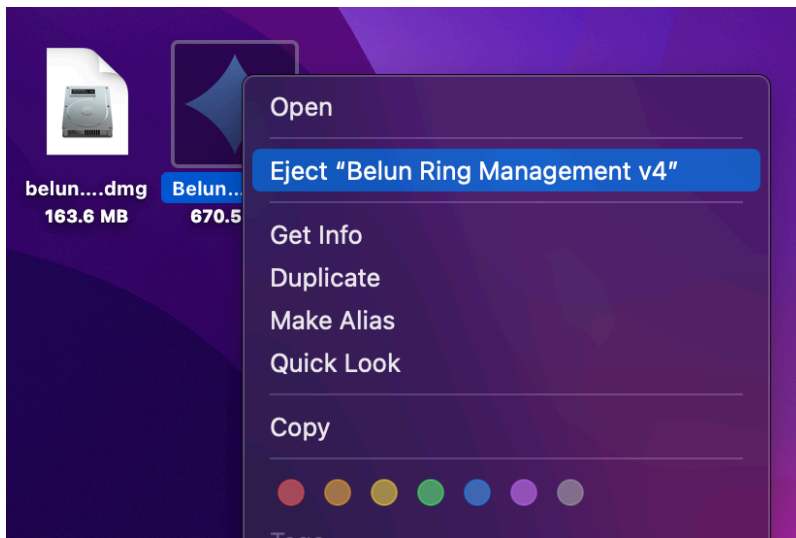 belun....dmg
163.6 MB
Belun...
670.5
Open
Eject “Belun Ring Management v4”
Get Info
Duplicate
Make Alias
Quick Look
Copy
Tags